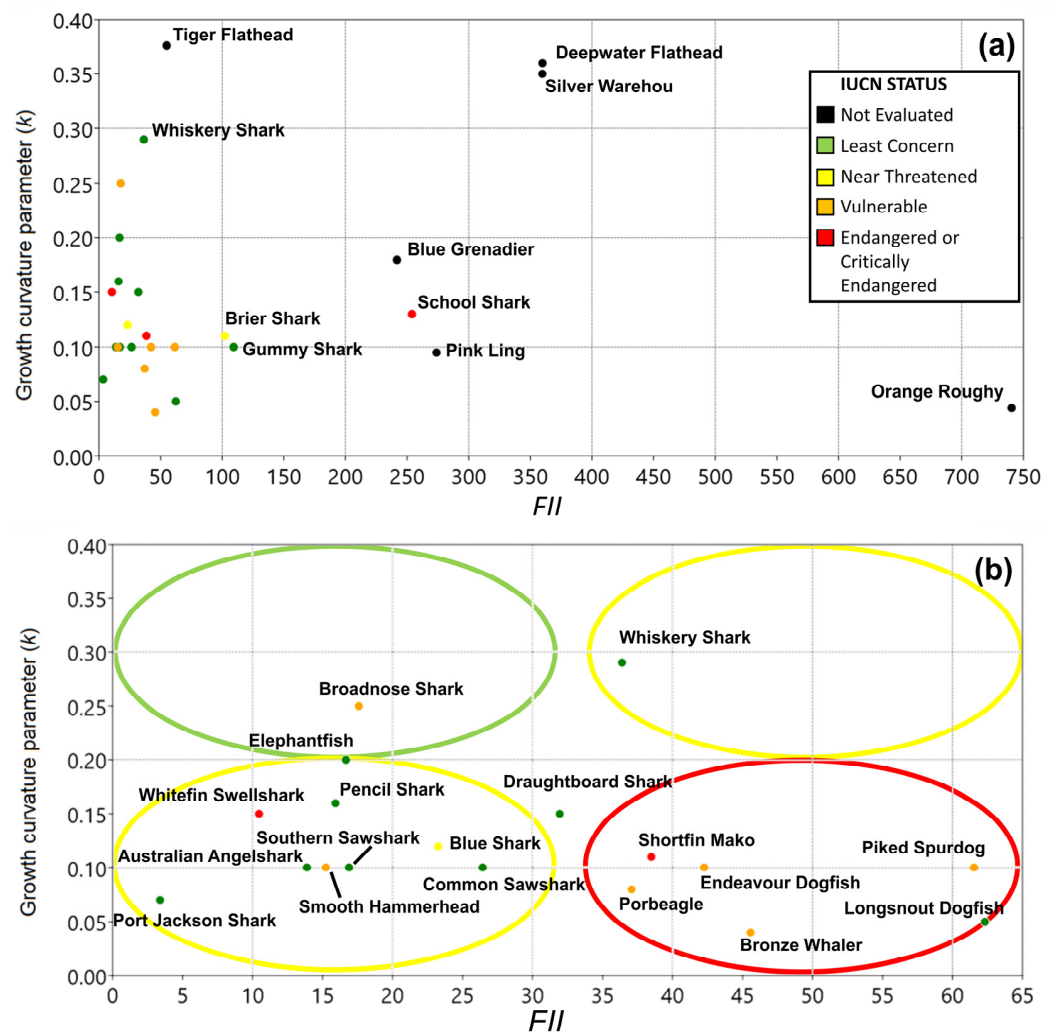 (a)
Growth curvature parameter (k)
0.40
0.35
0.30
0.25
0.20
0.15
0.10
0.05
0.00
Tiger Flathead
Deepwater Flathead
Silver Warehou
Whiskery Shark
Blue Grenadier
School Shark
Brier Shark
Gummy Shark
Pink Ling
Orange Roughy
IUCN STATUS
Not Evaluated
Least Concern
Near Threatened
Vulnerable
Endangered or
Critically
Endangered
0 50 100 150 200 250 300 350 400 450 500 550 600 650 700 750
FII
(b)
Growth curvature parameter (k)
0.40
0.35
0.30
0.25
0.20
0.15
0.10
0.05
0.00
Whiskery Shark
Broadnose Shark
Elephantfish
Whitefin Swellshark
Pencil Shark
Draughtboard Shark
Southern Sawshark
Blue Shark
Shortfin Mako
Piked Spurdog
Australian Angelshark
Common Sawshark
Endeavour Dogfish
Smooth Hammerhead
Porbeagle
Longsnout Dogfish
Port Jackson Shark
Bronze Whaler
0 5 10 15 20 25 30 35 40 45 50 55 60 65
FII